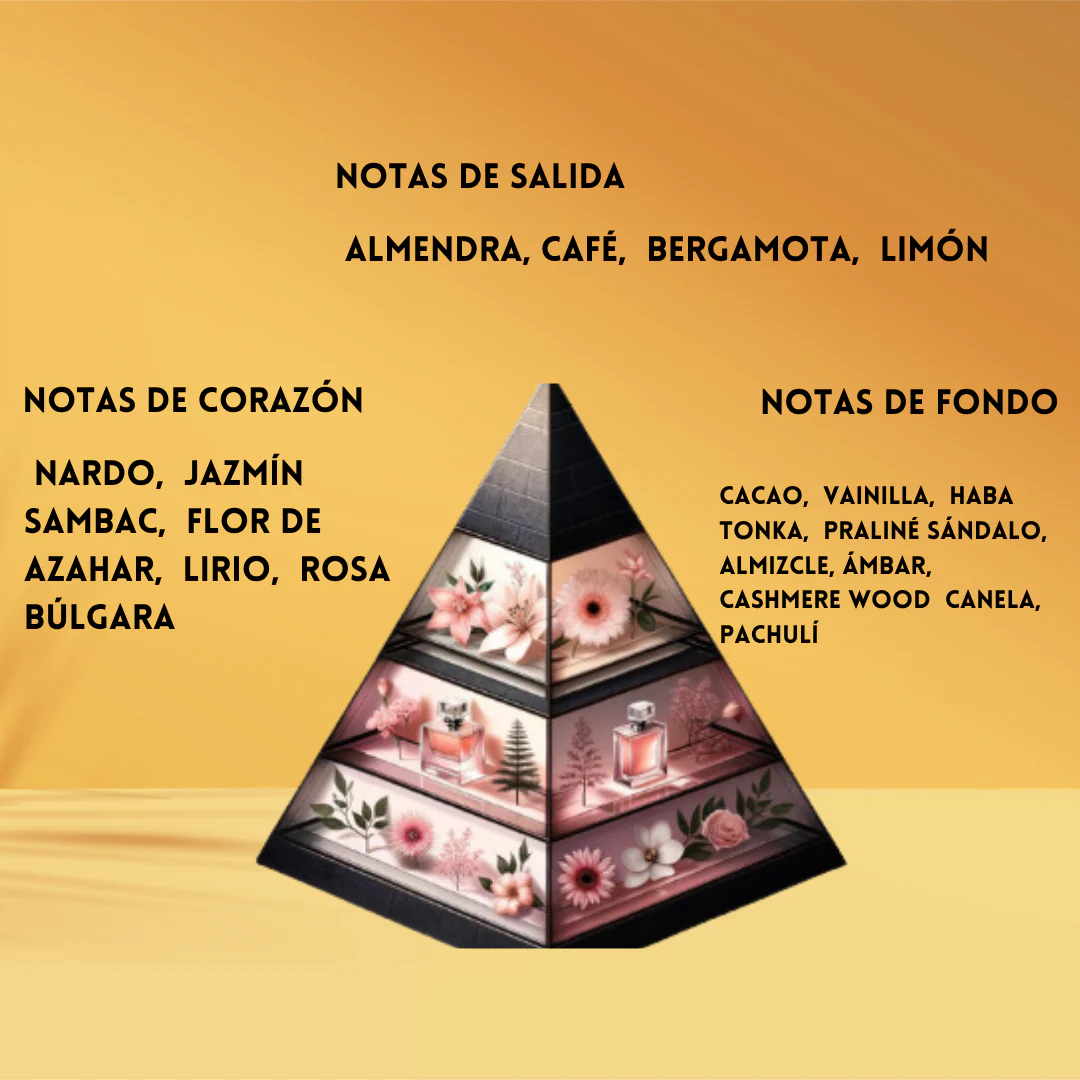 NOTAS DE SALIDA
ALMENDRA, CAFÉ, BERGAMOTA, LIMÓN
NOTAS DE CORAZÓN
NARDO, JAZMÍN
SAMBAC, FLOR DE
AZAHAR, LIRIO, ROSA
BÚLGARA
NOTAS DE FONDO
CACAO, VAINILLA, HABA
TONKA, PRALINÉ SÁNDALO,
ALMIZCLE, ÁMBAR,
CASHMERE WOOD CANELA,
PACHULÍ